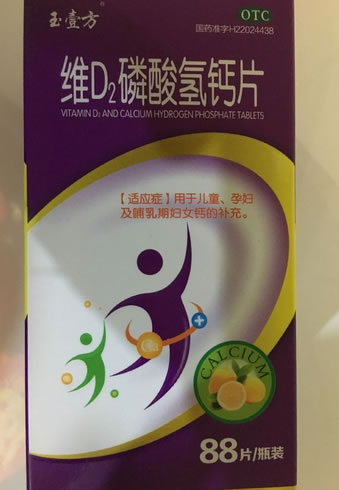 玉壹方
OTC
国药准字H22024438
维D₂磷酸氢钙片
VITAMIN D₂ AND CALCIUM HYDROGEN PHOSPHATE TABLETS
【适应症】用于儿童、孕妇
及哺乳期妇女钙的补充。
Ca
CALCIUM
88片/瓶装